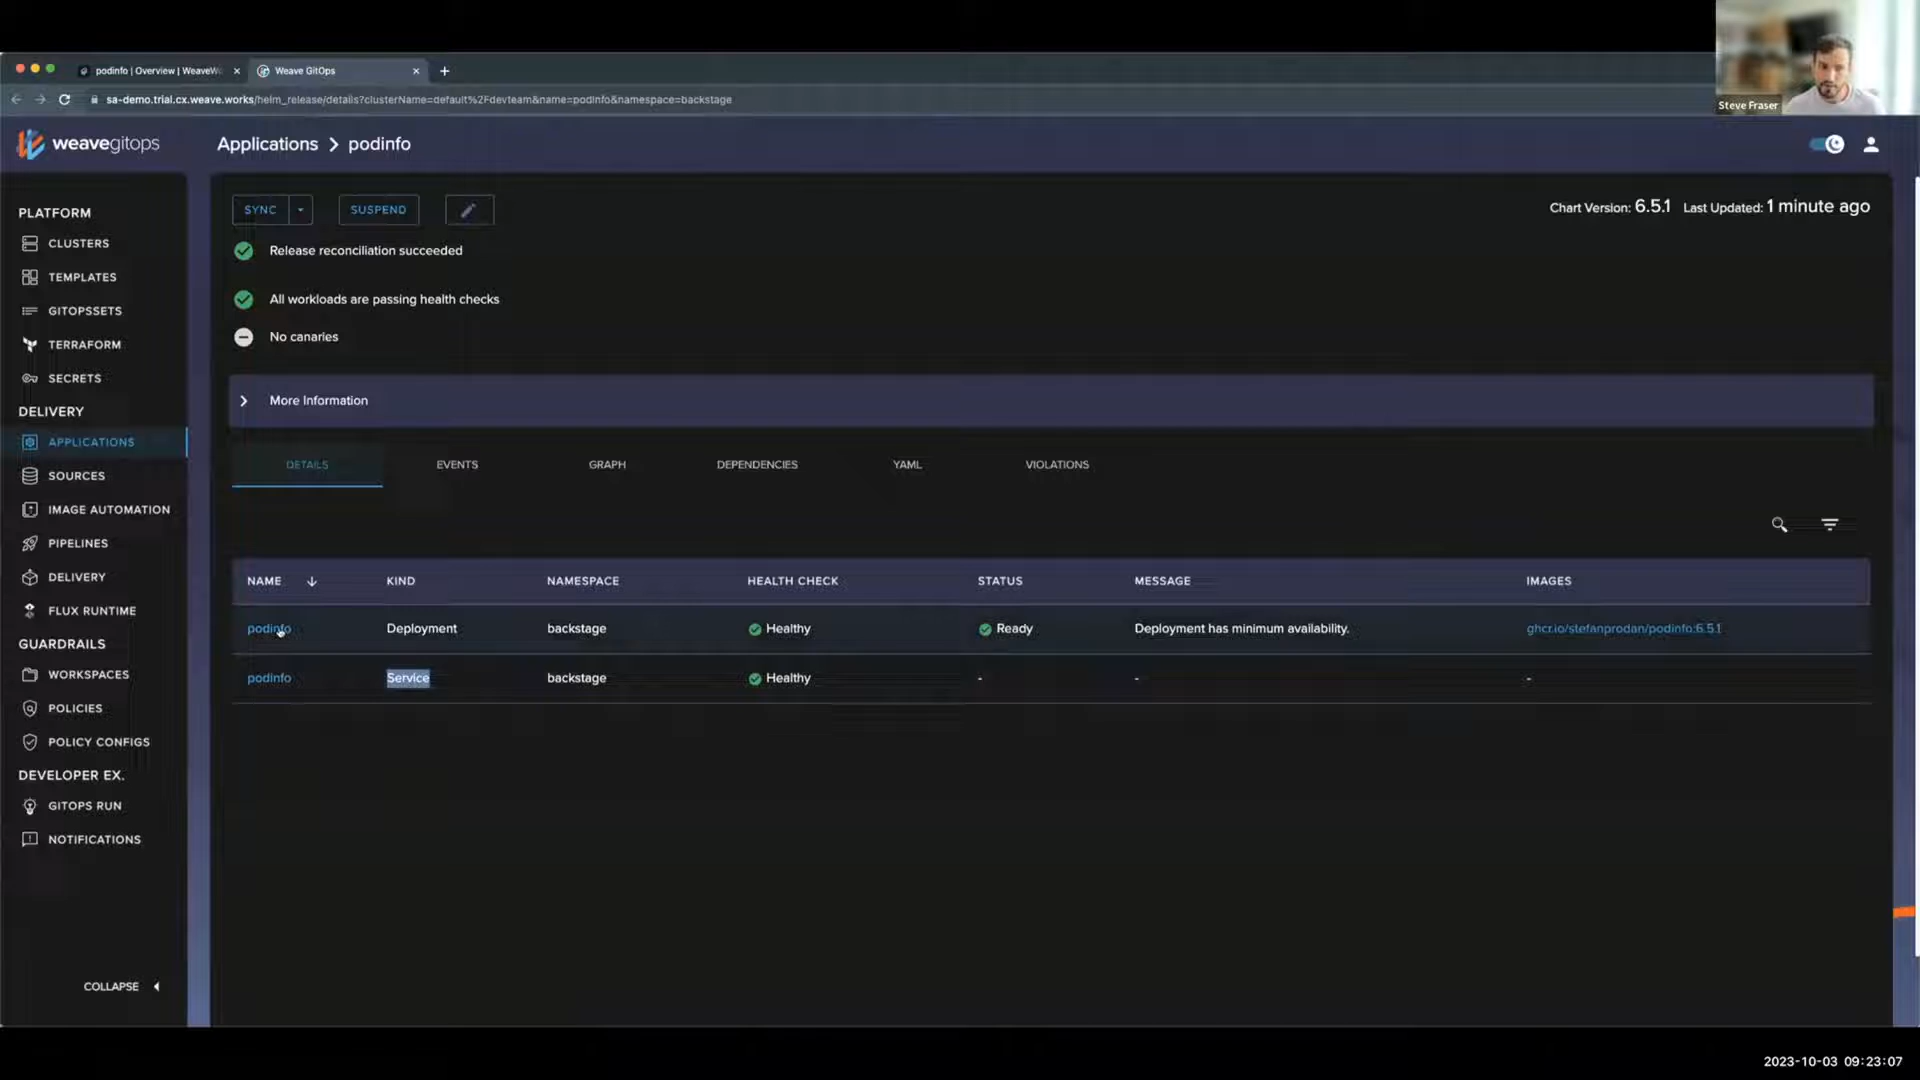 Steve Fraser
podinfo | Overview | WeaveW
Weave GitOps
sa-demo.trial.cx.weave.works/helm_release/details?clusterName=default%2Fdevteam&name=podinfo&namespace=backstage
weavegitops
Applications > podinfo
PLATFORM
CLUSTERS
TEMPLATES
GITOPSSETS
TERRAFORM
SECRETS
DELIVERY
APPLICATIONS
SOURCES
IMAGE AUTOMATION
PIPELINES
DELIVERY
FLUX RUNTIME
GUARDRAILS
WORKSPACES
POLICIES
POLICY CONFIGS
DEVELOPER EX.
GITOPS RUN
NOTIFICATIONS
COLLAPSE
SYNC SUSPEND
Chart Version: 6.5.1 Last Updated: 1 minute ago
Release reconciliation succeeded
All workloads are passing health checks
No canaries
More Information
DETAILS EVENTS GRAPH DEPENDENCIES YAML VIOLATIONS
NAME KIND NAMESPACE HEALTH CHECK STATUS MESSAGE IMAGES
podinfo Deployment backstage Healthy Ready Deployment has minimum availability. ghcr.io/stefanprodan/podinfo:6.5.1
podinfo Service backstage Healthy - - -
2023-10-03 09:23:07